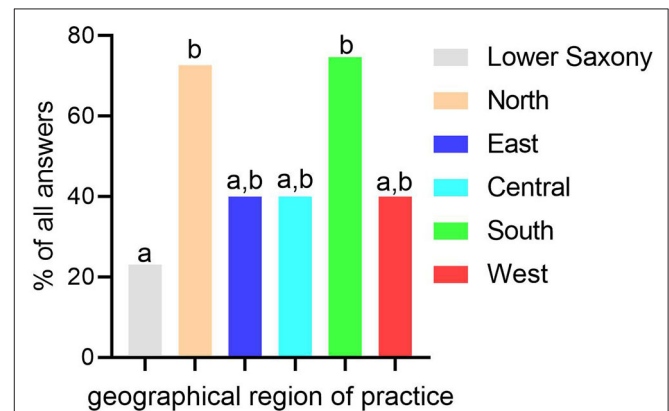 % of all answers
80
60
40
20
0
a
b
a,b
a,b
b
a,b
geographical region of practice
Lower Saxony
North
East
Central
South
West